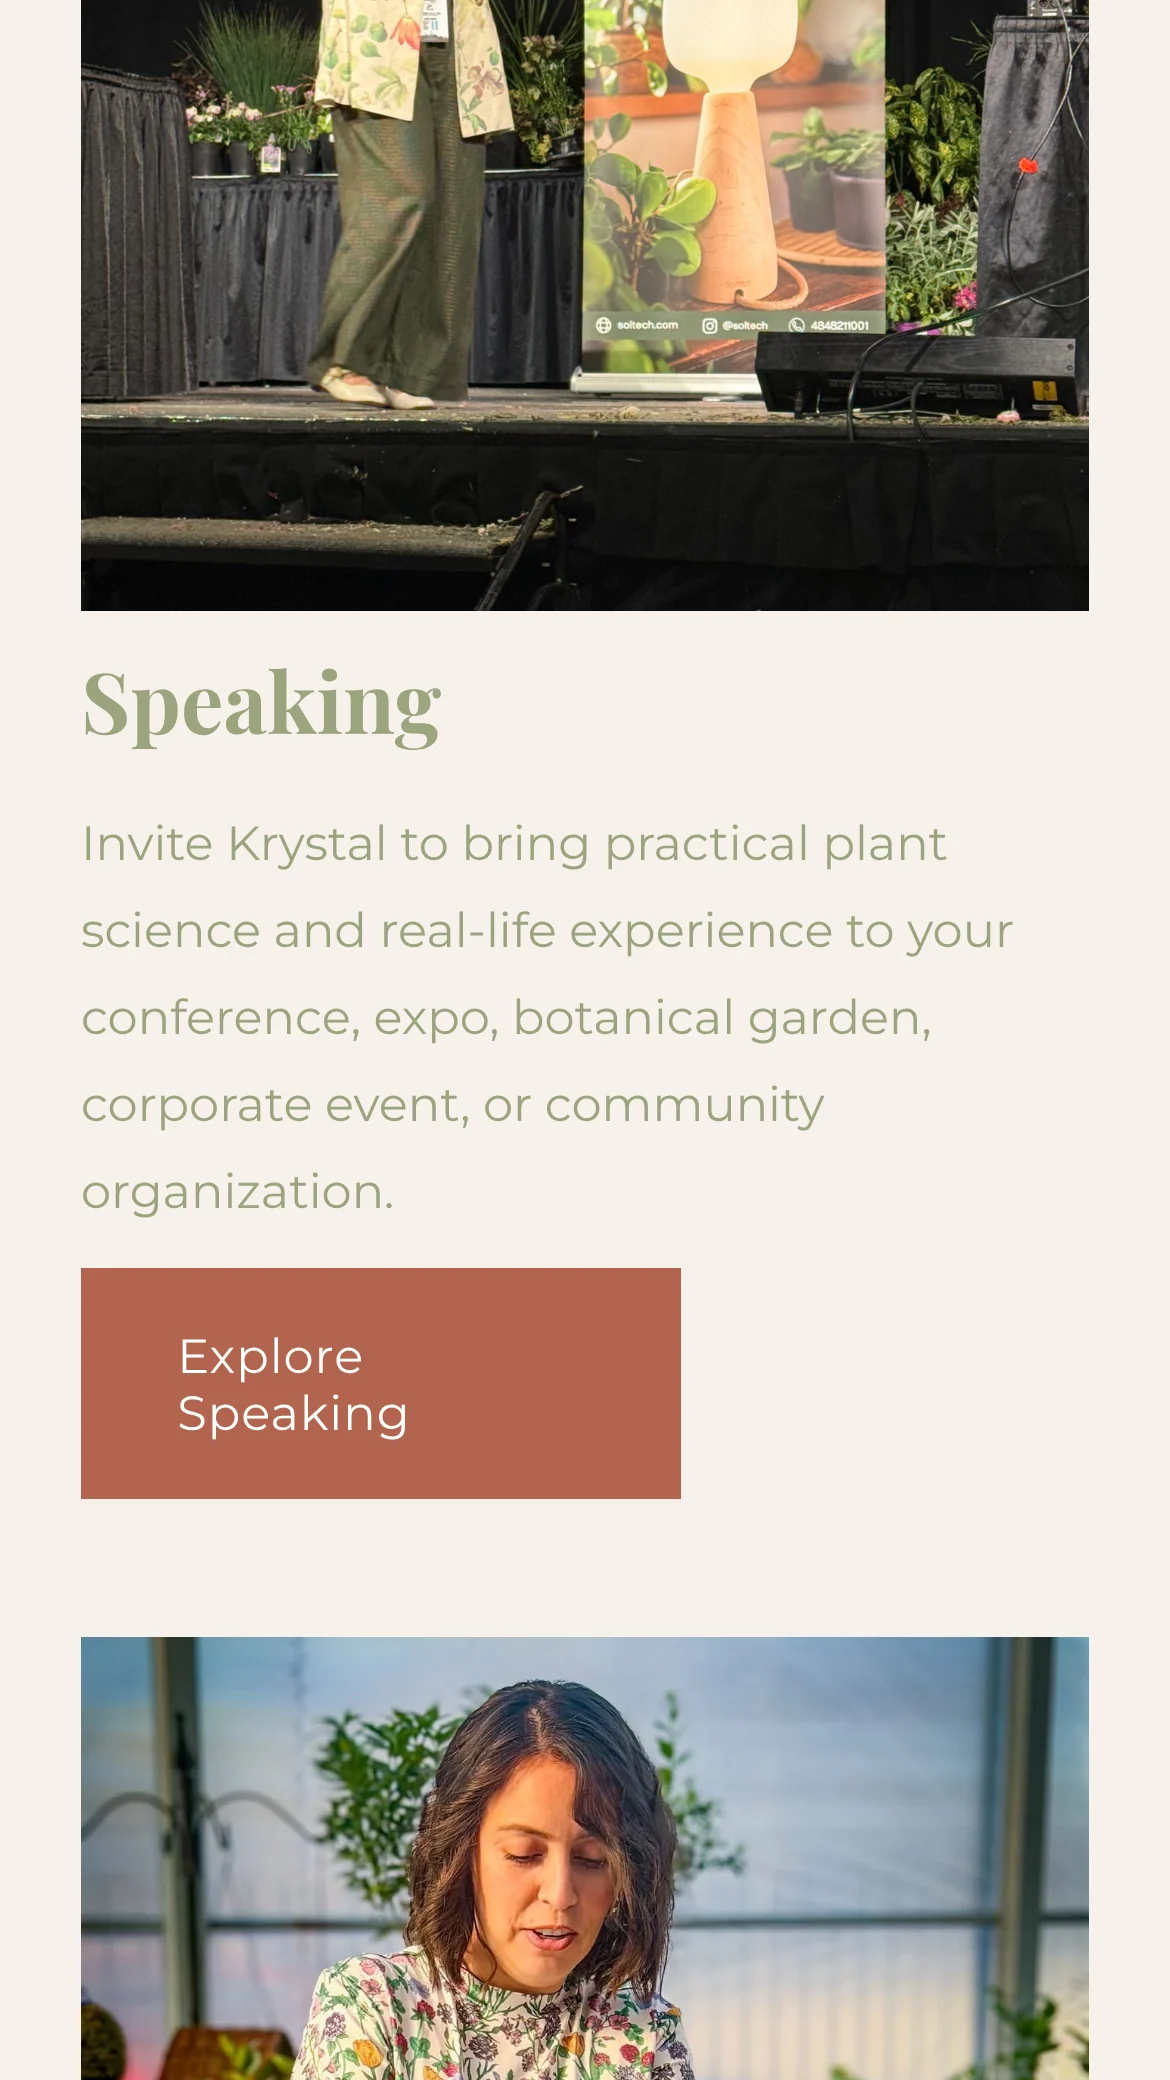 soltech.com @soltech 4848211001
Speaking
Invite Krystal to bring practical plant
science and real-life experience to your
conference, expo, botanical garden,
corporate event, or community
organization.
Explore
Speaking